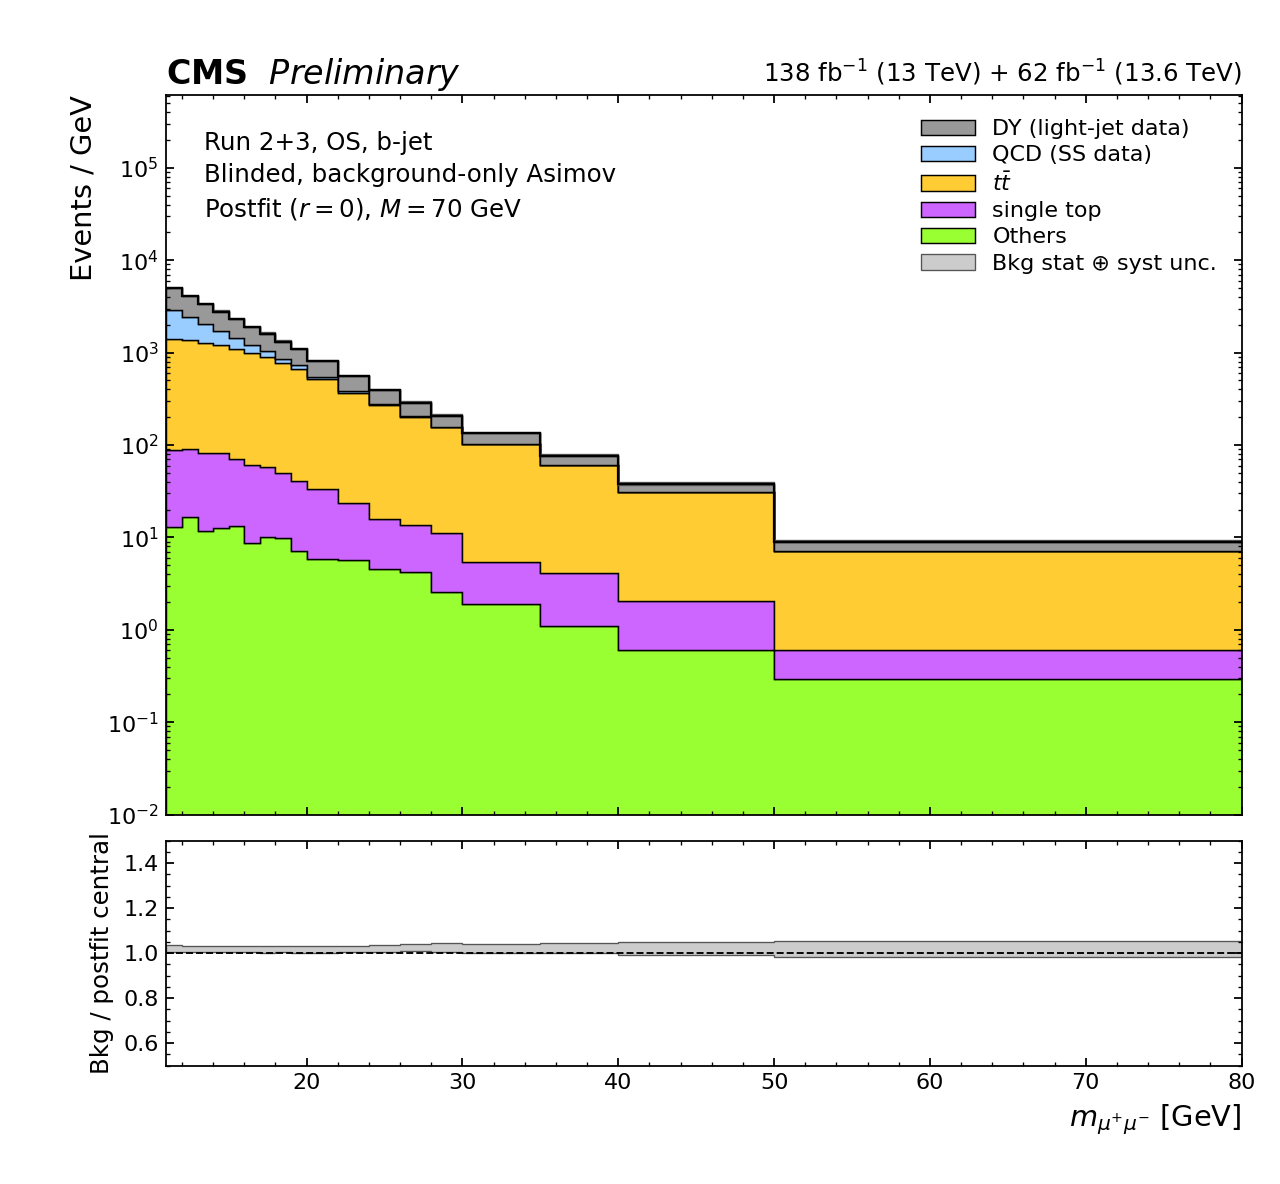 CMS Preliminary
138 fb⁻¹ (13 TeV) + 62 fb⁻¹ (13.6 TeV)
Events / GeV
Run 2+3, OS, b-jet
Blinded, background-only Asimov
Postfit (r = 0), M = 70 GeV
DY (light-jet data)
QCD (SS data)
tt̄
single top
Others
Bkg stat ⊕ syst unc.
10⁵
10⁴
10³
10²
10¹
10⁰
10⁻¹
10⁻²
Bkg / postfit central
1.4
1.2
1.0
0.8
0.6
20 30 40 50 60 70 80
m_μ⁺μ⁻ [GeV]